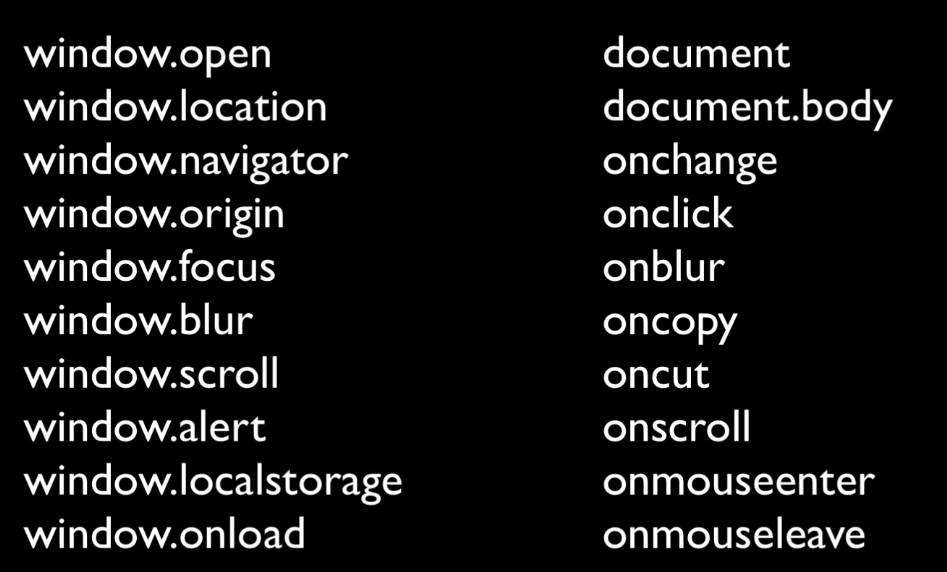 window.open
window.location
window.navigator
window.origin
window.focus
window.blur
window.scroll
window.alert
window.localstorage
window.onload
document
document.body
onchange
onclick
onblur
oncopy
oncut
onscroll
onmouseenter
onmouseleave